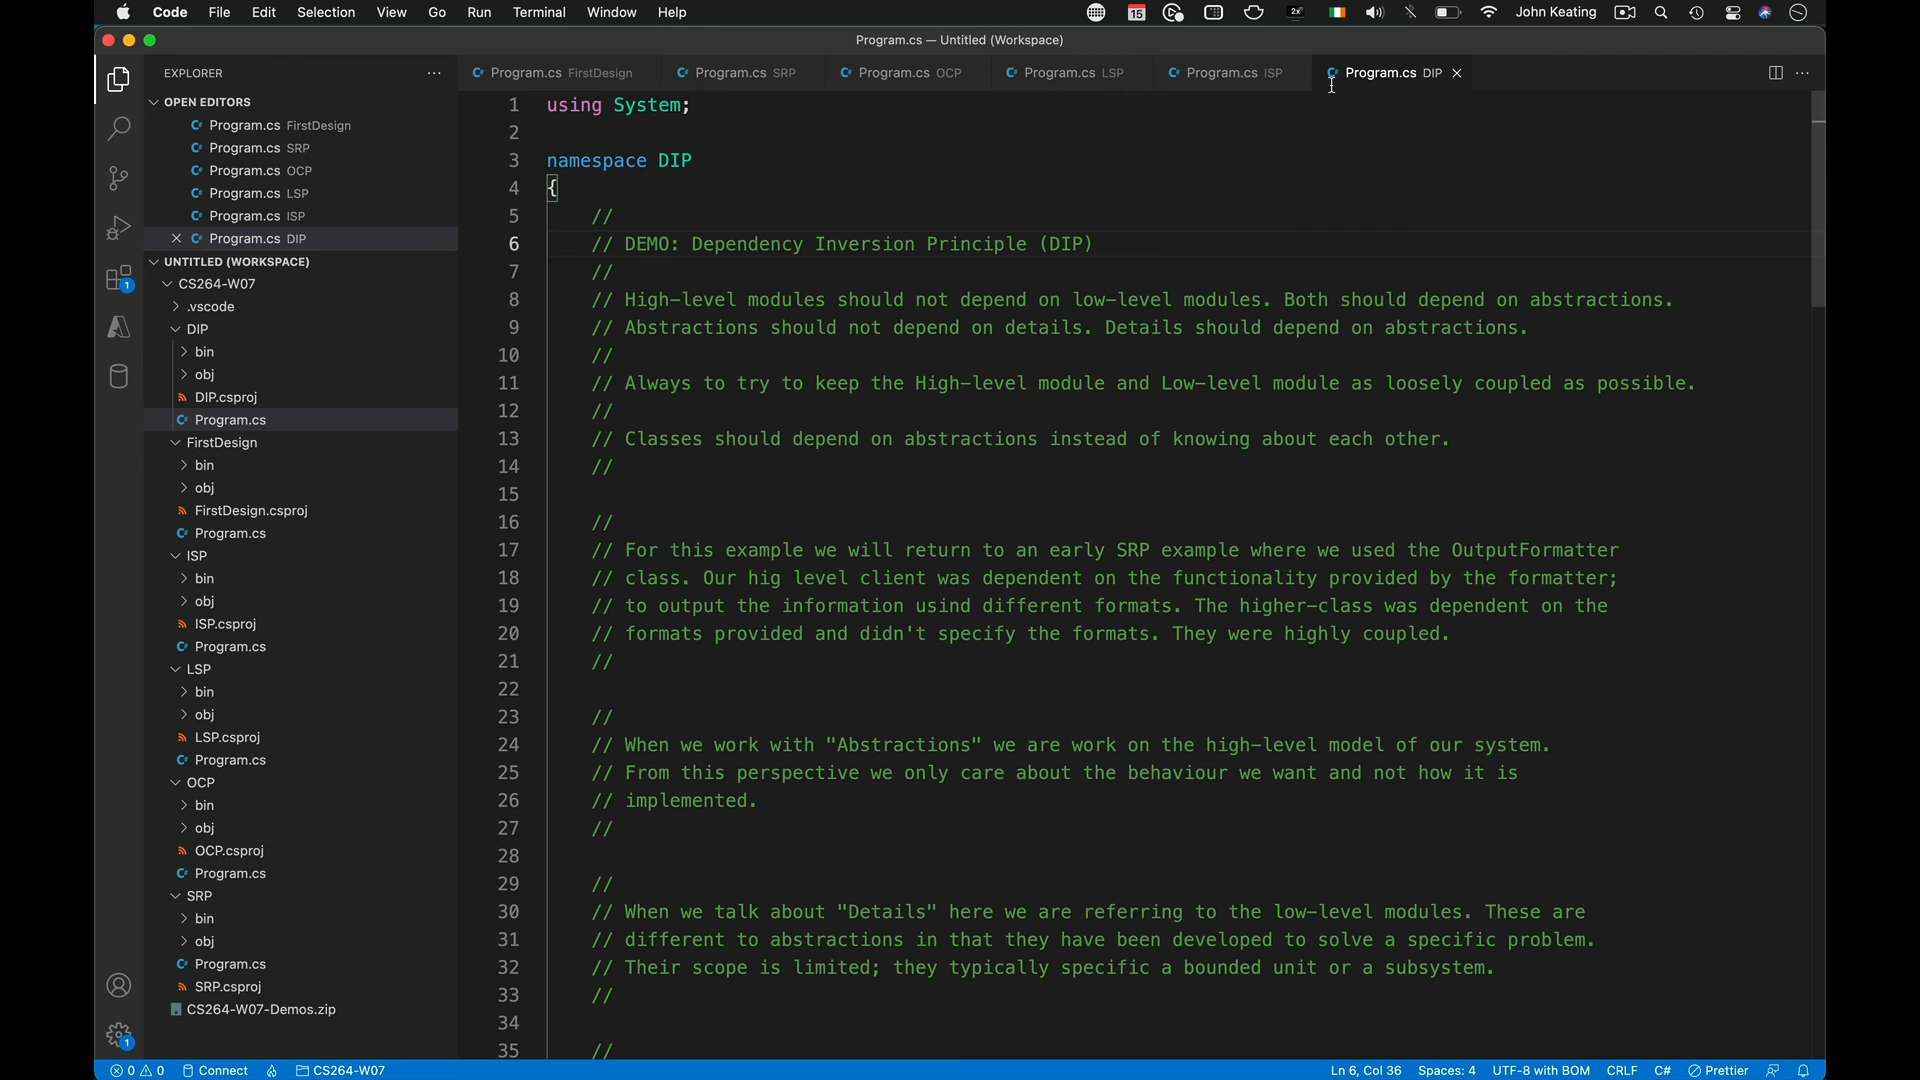 Code File Edit Selection View Go Run Terminal Window Help 15 2x John Keating
Program.cs — Untitled (Workspace)
EXPLORER
Program.cs FirstDesign Program.cs SRP Program.cs OCP Program.cs LSP Program.cs ISP Program.cs DIP
OPEN EDITORS
Program.cs FirstDesign
Program.cs SRP
Program.cs OCP
Program.cs LSP
Program.cs ISP
Program.cs DIP
UNTITLED (WORKSPACE)
CS264-W07
.vscode
DIP
bin
obj
DIP.csproj
Program.cs
FirstDesign
bin
obj
FirstDesign.csproj
Program.cs
ISP
bin
obj
ISP.csproj
Program.cs
LSP
bin
obj
LSP.csproj
Program.cs
OCP
bin
obj
OCP.csproj
Program.cs
SRP
bin
obj
Program.cs
SRP.csproj
CS264-W07-Demos.zip
1
1
1 using System;
2
3 namespace DIP
4 {
5 //
6 // DEMO: Dependency Inversion Principle (DIP)
7 //
8 // High-level modules should not depend on low-level modules. Both should depend on abstractions.
9 // Abstractions should not depend on details. Details should depend on abstractions.
10 //
11 // Always to try to keep the High-level module and Low-level module as loosely coupled as possible.
12 //
13 // Classes should depend on abstractions instead of knowing about each other.
14 //
15
16 //
17 // For this example we will return to an early SRP example where we used the OutputFormatter
18 // class. Our hig level client was dependent on the functionality provided by the formatter;
19 // to output the information usind different formats. The higher-class was dependent on the
20 // formats provided and didn't specify the formats. They were highly coupled.
21 //
22
23 //
24 // When we work with "Abstractions" we are work on the high-level model of our system.
25 // From this perspective we only care about the behaviour we want and not how it is
26 // implemented.
27 //
28
29 //
30 // When we talk about "Details" here we are referring to the low-level modules. These are
31 // different to abstractions in that they have been developed to solve a specific problem.
32 // Their scope is limited; they typically specific a bounded unit or a subsystem.
33 //
34
35 //
0 0 Connect CS264-W07 Ln 6, Col 36 Spaces: 4 UTF-8 with BOM CRLF C# Prettier